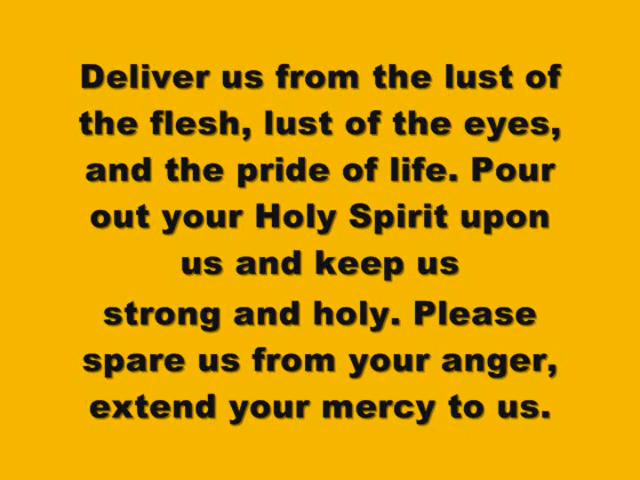 Deliver us from the lust of
the flesh, lust of the eyes,
and the pride of life. Pour
out your Holy Spirit upon
us and keep us
strong and holy. Please
spare us from your anger,
extend your mercy to us.